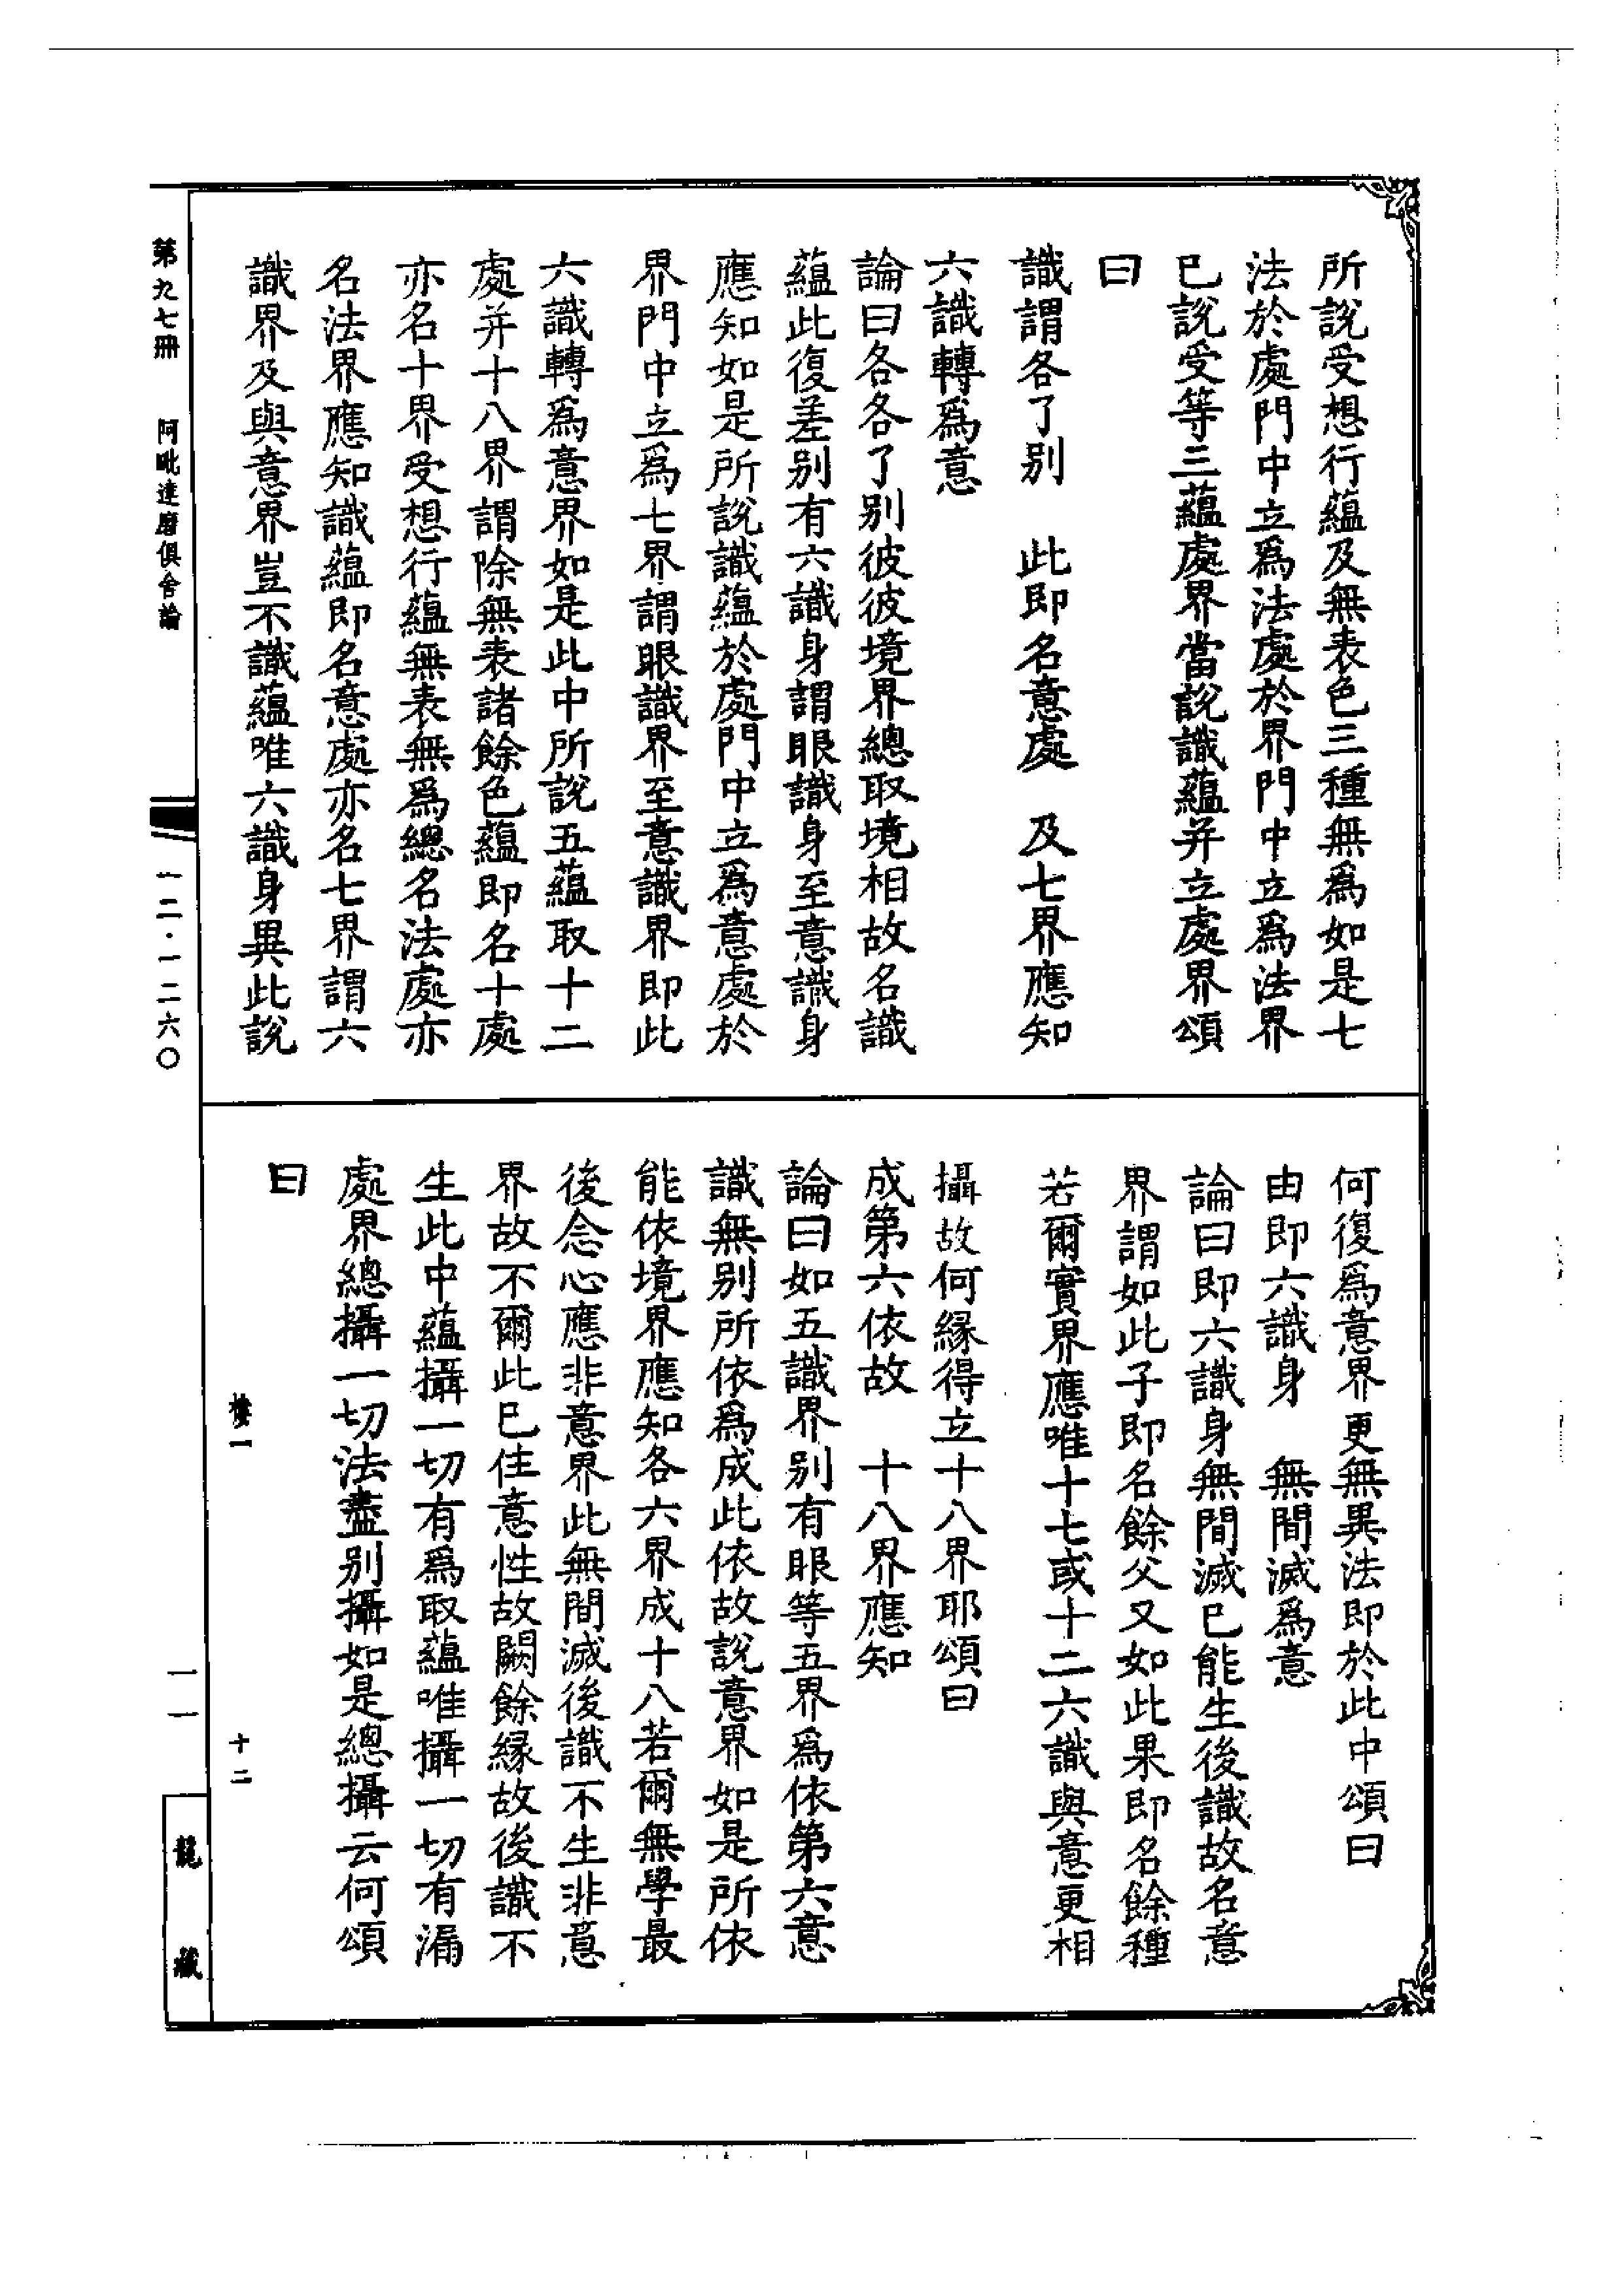 所說受想行蘊及無表色三種無爲如是七
法於處門中立爲法處於界門中立爲法界
已說受等三蘊處界當說識蘊并立處界頌
曰
識謂各了別　此即名意處　及七界應知
六識轉爲意
論曰各各了別彼彼境界總取境相故名識
蘊此復差別有六識身謂眼識身至意識身
應知如是所說識蘊於處門中立爲意處於
界門中立爲七界謂眼識界至意識界即此
六識轉爲意界如是此中所說五蘊取十二
處并十八界謂除無表諸餘色蘊即名十處
亦名十界受想行蘊無表無爲總名法處亦
名法界應知識蘊即名意處亦名七界謂六
識界及與意界豈不識蘊唯六識身異此說
何復爲意界更無異法即於此中頌曰
由即六識身　無間滅爲意
論曰即六識身無間滅已能生後識故名意
界謂如此子即名餘父又如此果即名餘種
若爾實界應唯十七或十二六識與意更相
攝故何緣得立十八界耶頌曰
成第六依故　十八界應知
論曰如五識界別有眼等五界爲依第六意
識無別所依爲成此依故說意界如是所依
能依境界應知各六界成十八若爾無學最
後念心應非意界此無間滅後識不生非意
界故不爾此已住意性故闕餘緣故後識不
生此中蘊攝一切有爲取蘊唯攝一切有漏
處界總攝一切法盡別攝如是總攝云何頌
曰
第九七冊　阿毗達磨俱舍論　一二·一二六〇
樓一　一一　十二
龍藏